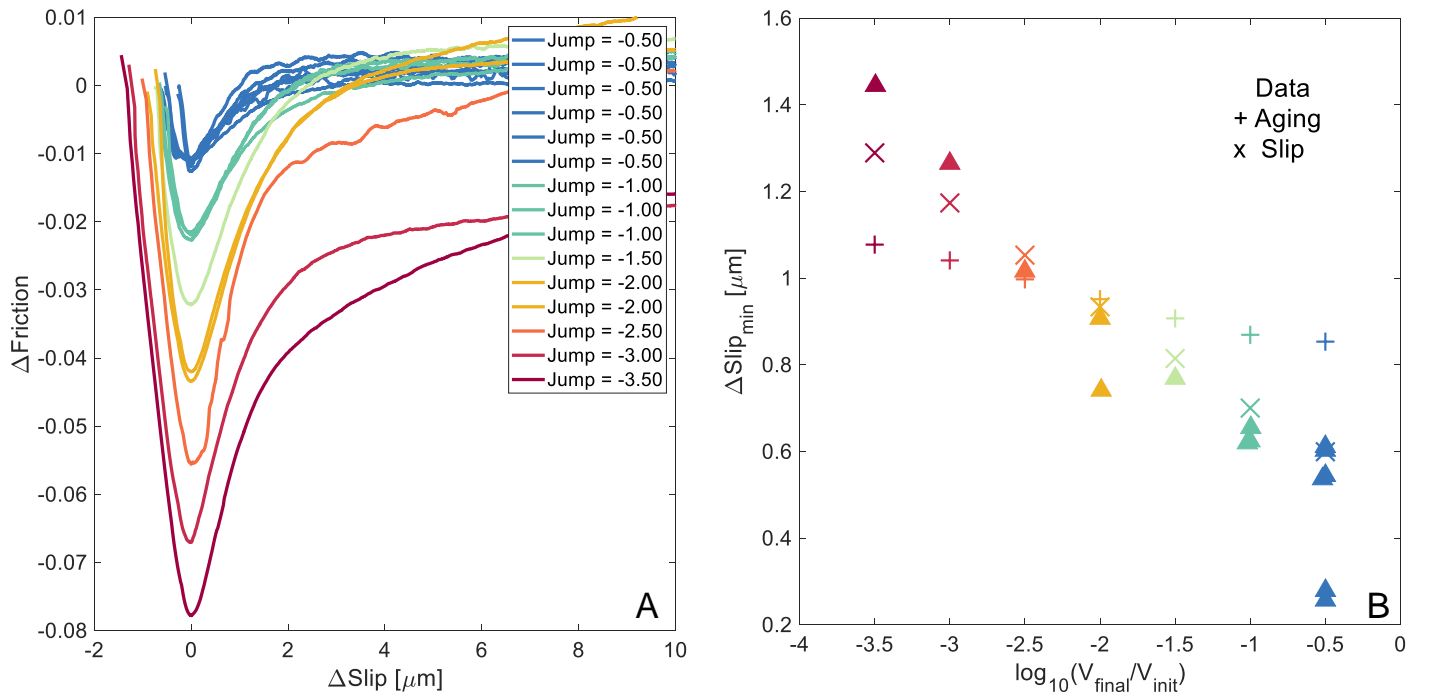 0.01
0
-0.01
-0.02
-0.03
-0.04
-0.05
-0.06
-0.07
-0.08
ΔFriction
-2
0
2
4
6
8
10
ΔSlip [μm]
Jump = -0.50
Jump = -0.50
Jump = -0.50
Jump = -0.50
Jump = -0.50
Jump = -0.50
Jump = -1.00
Jump = -1.00
Jump = -1.00
Jump = -1.50
Jump = -2.00
Jump = -2.00
Jump = -2.50
Jump = -3.00
Jump = -3.50
A
1.6
1.4
1.2
1
0.8
0.6
0.4
0.2
ΔSlip_min [μm]
-4
-3.5
-3
-2.5
-2
-1.5
-1
-0.5
0
log_10(V_final/V_init)
Data
+ Aging
x Slip
B